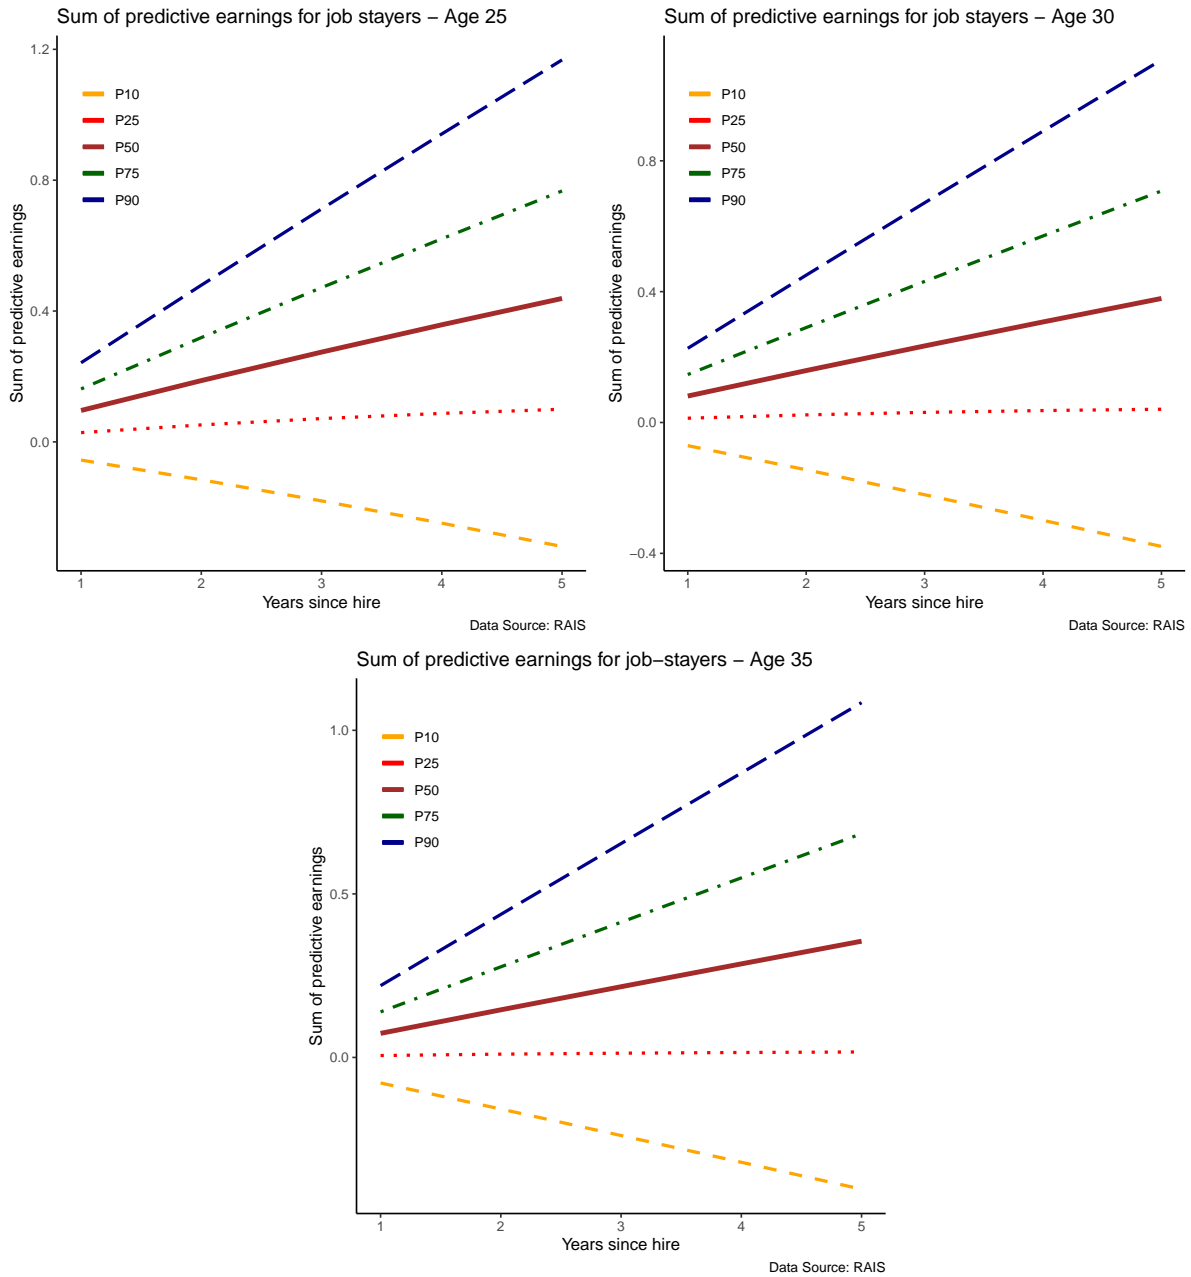 Sum of predictive earnings for job stayers – Age 25
1.2
0.8
0.4
0.0
Sum of predictive earnings
P10
P25
P50
P75
P90
1 2 3 4 5
Years since hire
Data Source: RAIS
Sum of predictive earnings for job stayers – Age 30
0.8
0.4
0.0
−0.4
Sum of predictive earnings
P10
P25
P50
P75
P90
1 2 3 4 5
Years since hire
Data Source: RAIS
Sum of predictive earnings for job−stayers – Age 35
1.0
0.5
0.0
Sum of predictive earnings
P10
P25
P50
P75
P90
1 2 3 4 5
Years since hire
Data Source: RAIS